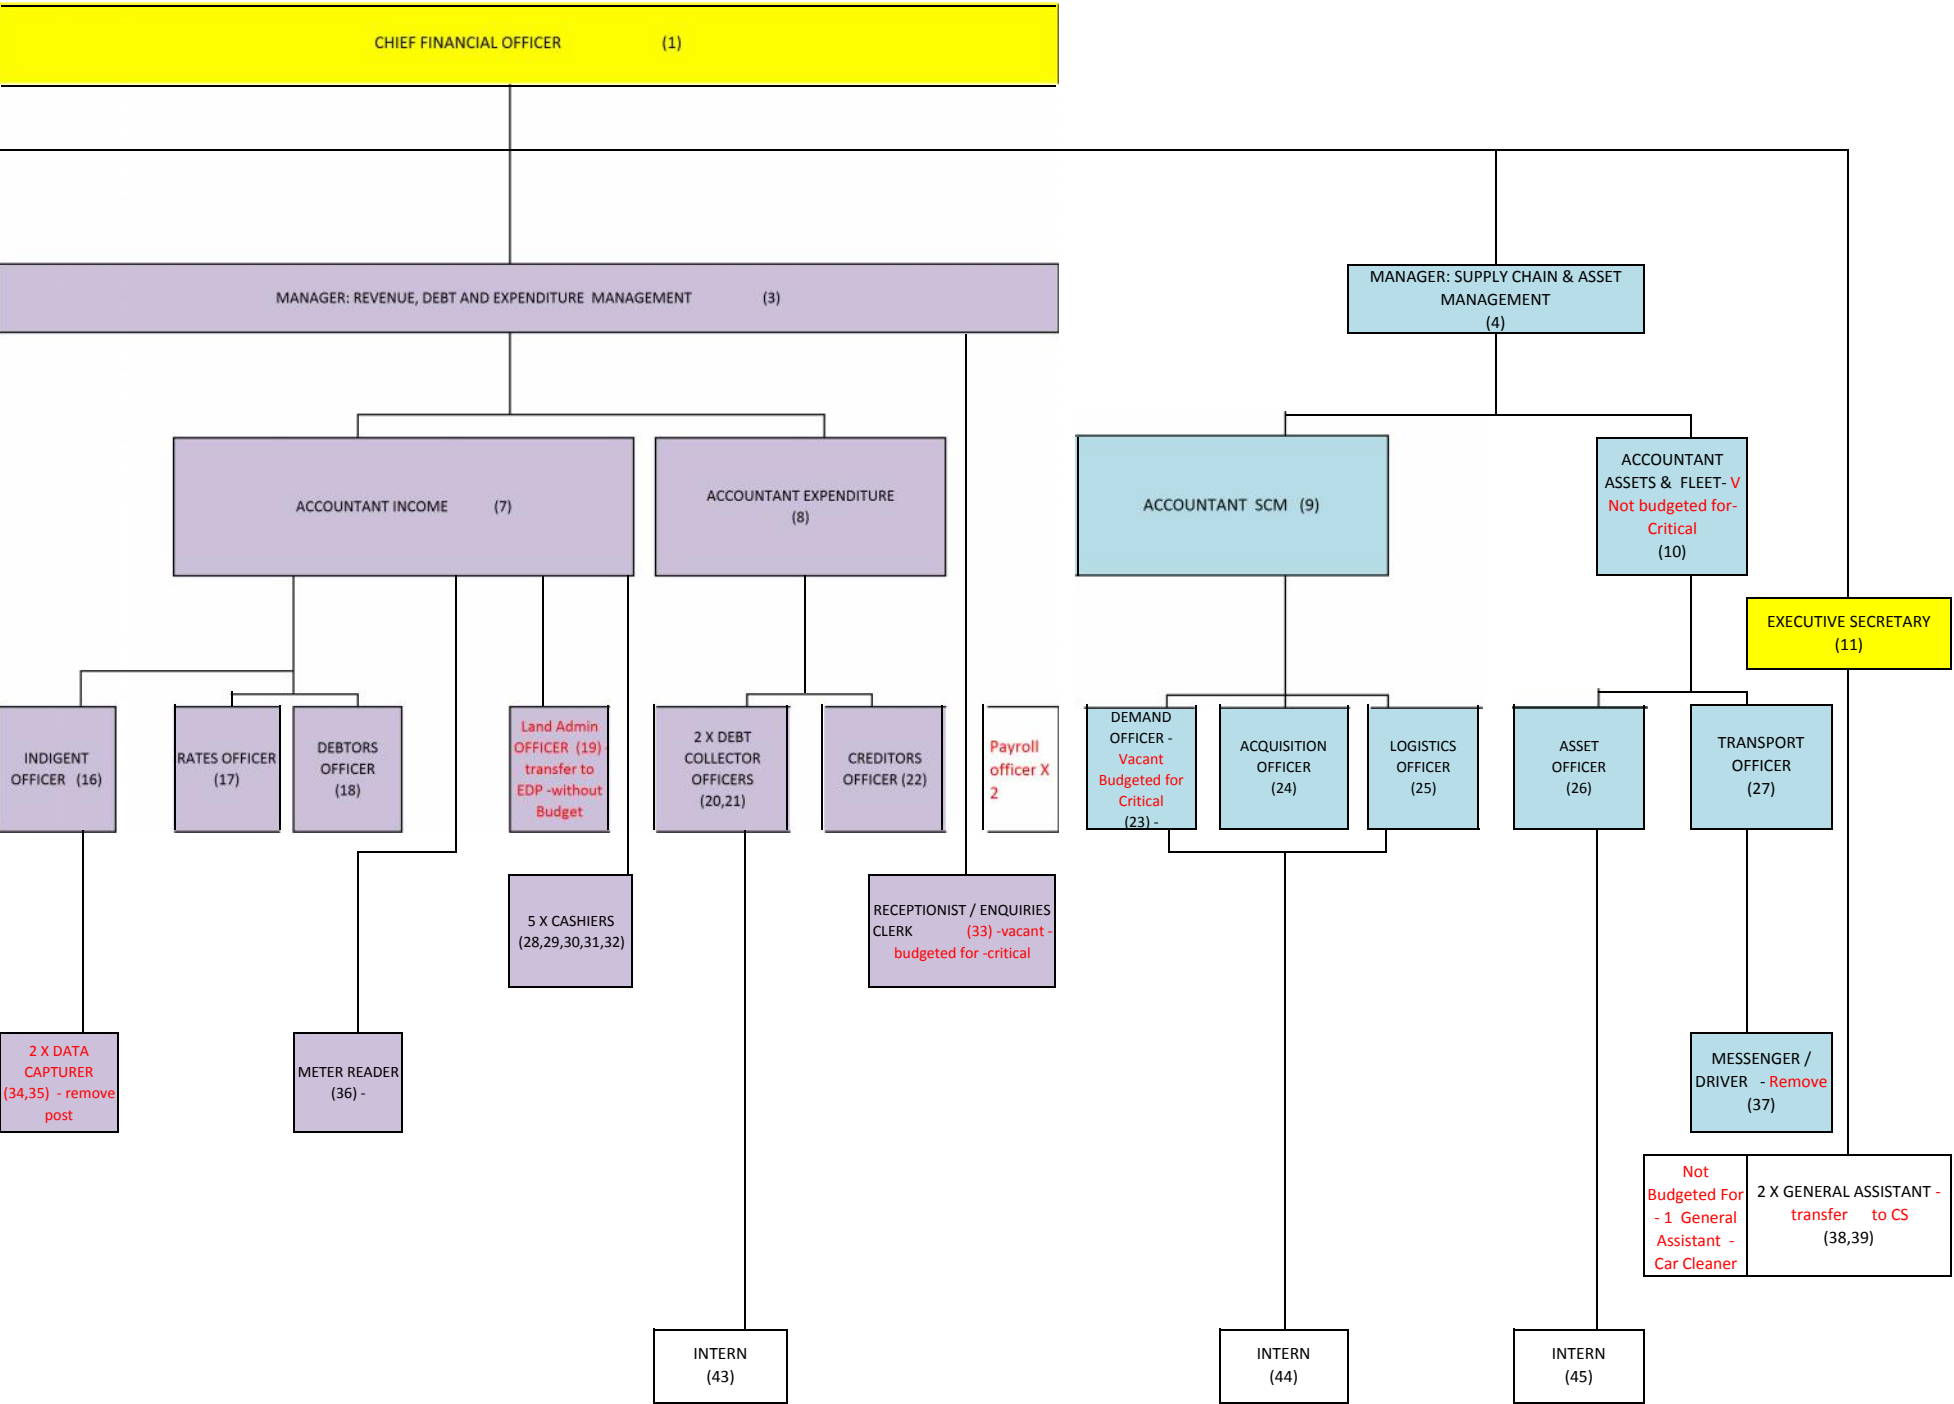 CHIEF FINANCIAL OFFICER (1)
MANAGER: REVENUE, DEBT AND EXPENDITURE MANAGEMENT (3)
MANAGER: SUPPLY CHAIN & ASSET
MANAGEMENT
(4)
ACCOUNTANT INCOME (7)
ACCOUNTANT EXPENDITURE
(8)
ACCOUNTANT SCM (9)
ACCOUNTANT
ASSETS & FLEET- V
Not budgeted for-
Critical
(10)
EXECUTIVE SECRETARY
(11)
INDIGENT
OFFICER (16)
RATES OFFICER
(17)
DEBTORS
OFFICER
(18)
Land Admin
OFFICER (19) -
transfer to
EDP -without
Budget
2 X DEBT
COLLECTOR
OFFICERS
(20,21)
CREDITORS
OFFICER (22)
Payroll
officer X
2
DEMAND
OFFICER -
Vacant
Budgeted for
Critical
(23) -
ACQUISITION
OFFICER
(24)
LOGISTICS
OFFICER
(25)
ASSET
OFFICER
(26)
TRANSPORT
OFFICER
(27)
5 X CASHIERS
(28,29,30,31,32)
RECEPTIONIST / ENQUIRIES
CLERK (33) -vacant -
budgeted for -critical
2 X DATA
CAPTURER
(34,35) - remove
post
METER READER
(36) -
MESSENGER /
DRIVER - Remove
(37)
Not
Budgeted For
- 1 General
Assistant -
Car Cleaner
2 X GENERAL ASSISTANT -
transfer to CS
(38,39)
INTERN
(43)
INTERN
(44)
INTERN
(45)